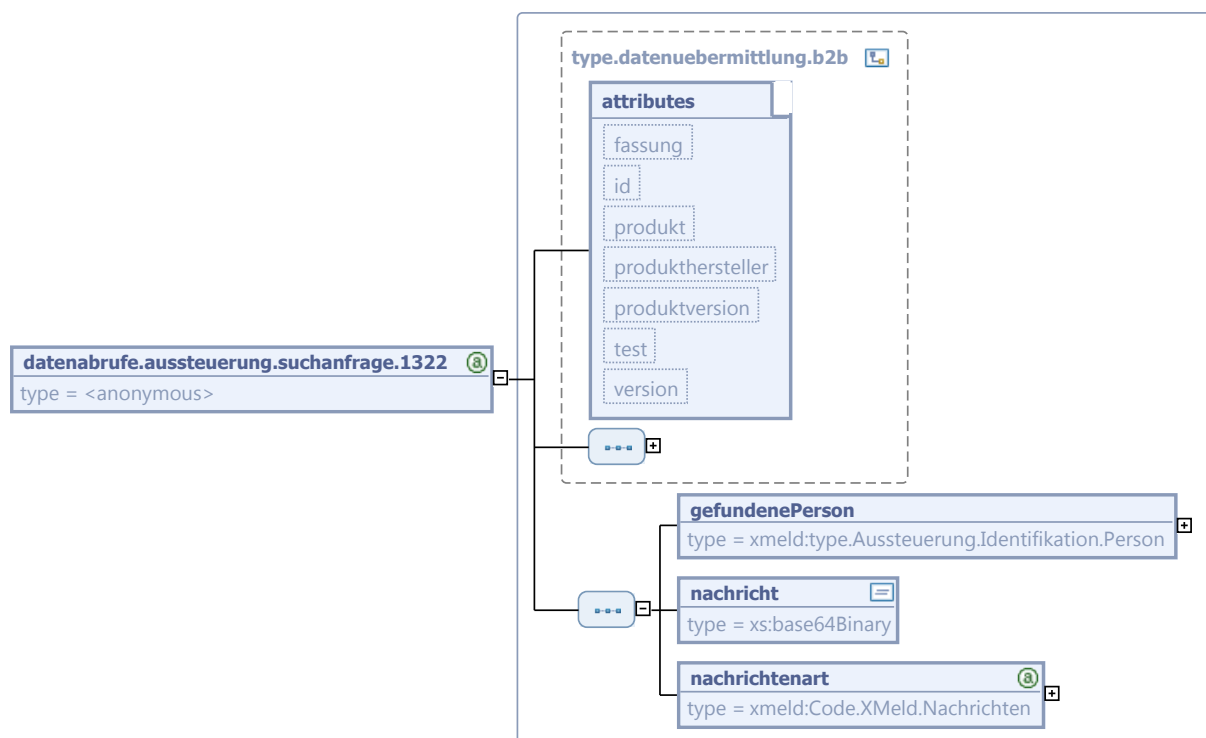 type.datenuebermittlung.b2b
attributes
fassung
id
produkt
produkthersteller
produktversion
test
version
datenabrufe.aussteuerung.suchanfrage.1322
type = <anonymous>
gefundenePerson
type = xmeld:type.Aussteuerung.Identifikation.Person
nachricht
type = xs:base64Binary
nachrichtenart
type = xmeld:Code.XMeld.Nachrichten